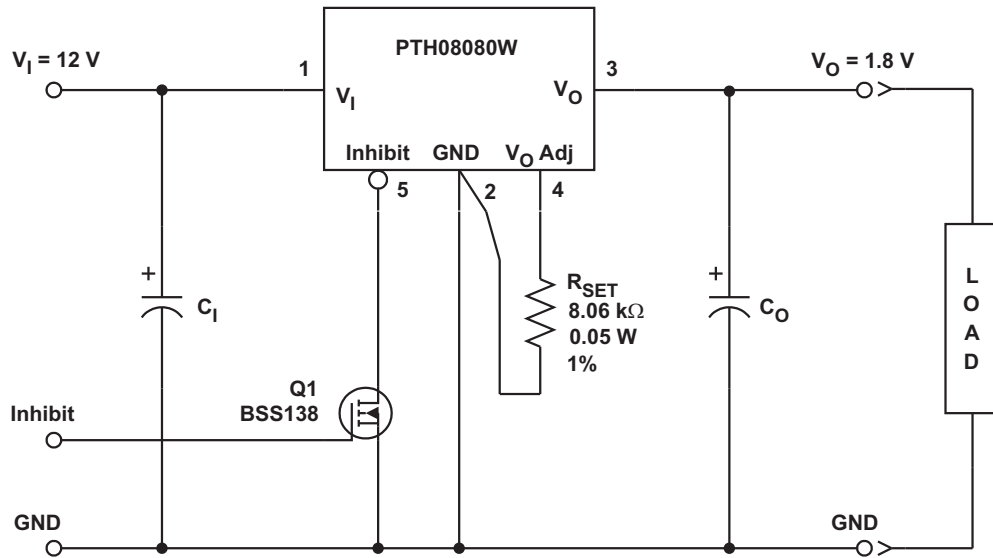 PTH08080W
V_I = 12 V
1
3
V_O = 1.8 V
V_I
V_O
Inhibit
GND
V_O Adj
5
2
4
+
C_I
R_SET
8.06 kΩ
0.05 W
1%
+
C_O
L
O
A
D
Q1
BSS138
Inhibit
GND
GND